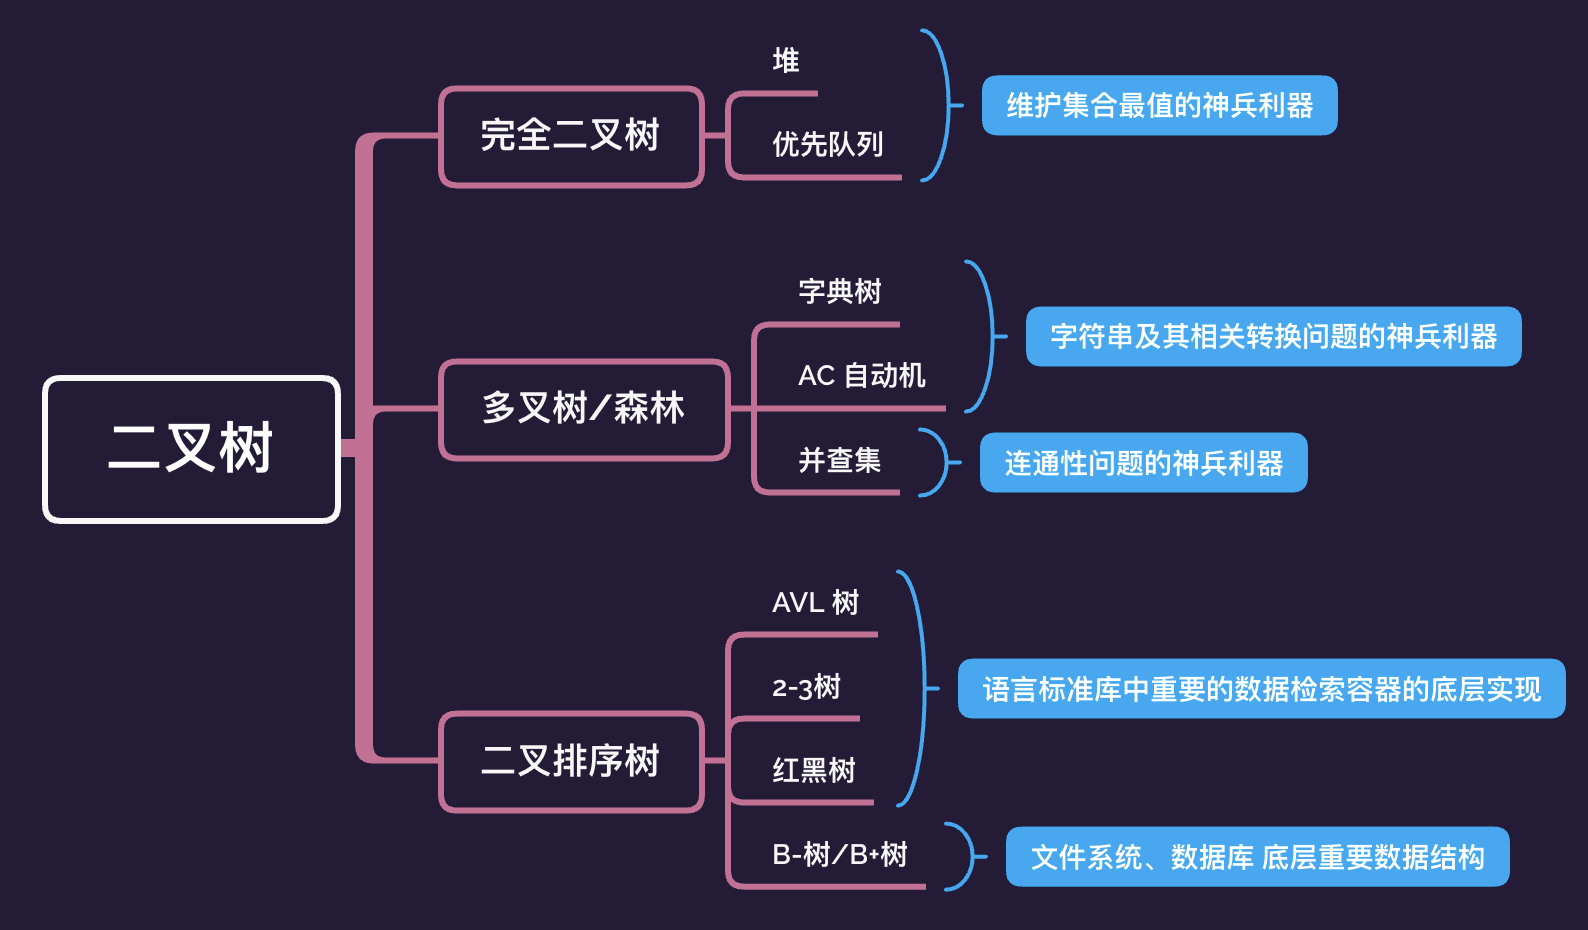 二叉树
完全二叉树
堆
优先队列
维护集合最值的神兵利器
多叉树/森林
字典树
AC 自动机
字符串及其相关转换问题的神兵利器
并查集
连通性问题的神兵利器
二叉排序树
AVL 树
2-3树
红黑树
语言标准库中重要的数据检索容器的底层实现
B-树/B+树
文件系统、数据库 底层重要数据结构